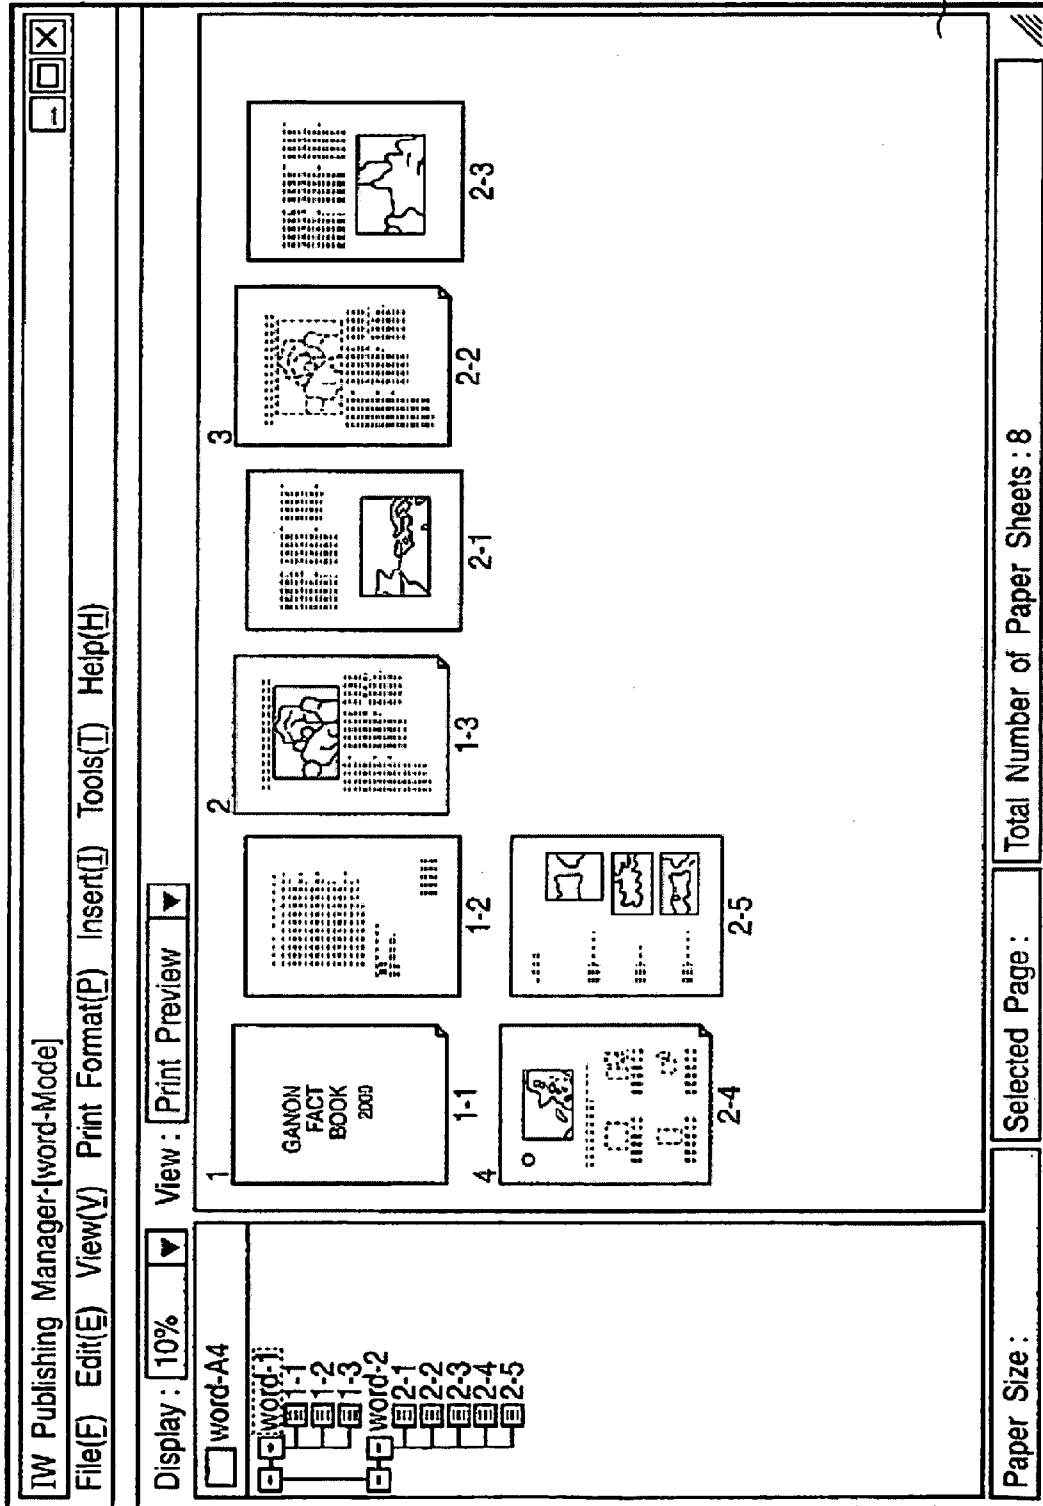 IW Publishing Manager-[word-Mode]
File(F) Edit(E) View(V) Print Format(P) Insert(I) Tools(T) Help(H)
Display : 10% View : Print Preview
word-A4
word-1
1-1
1-2
1-3
word-2
2-1
2-2
2-3
2-4
2-5
1
GANON
FACT
BOOK
2000
1-1
1-2
2
1-3
2-1
3
2-2
2-3
4
2-4
2-5
Paper Size : Selected Page : Total Number of Paper Sheets : 8